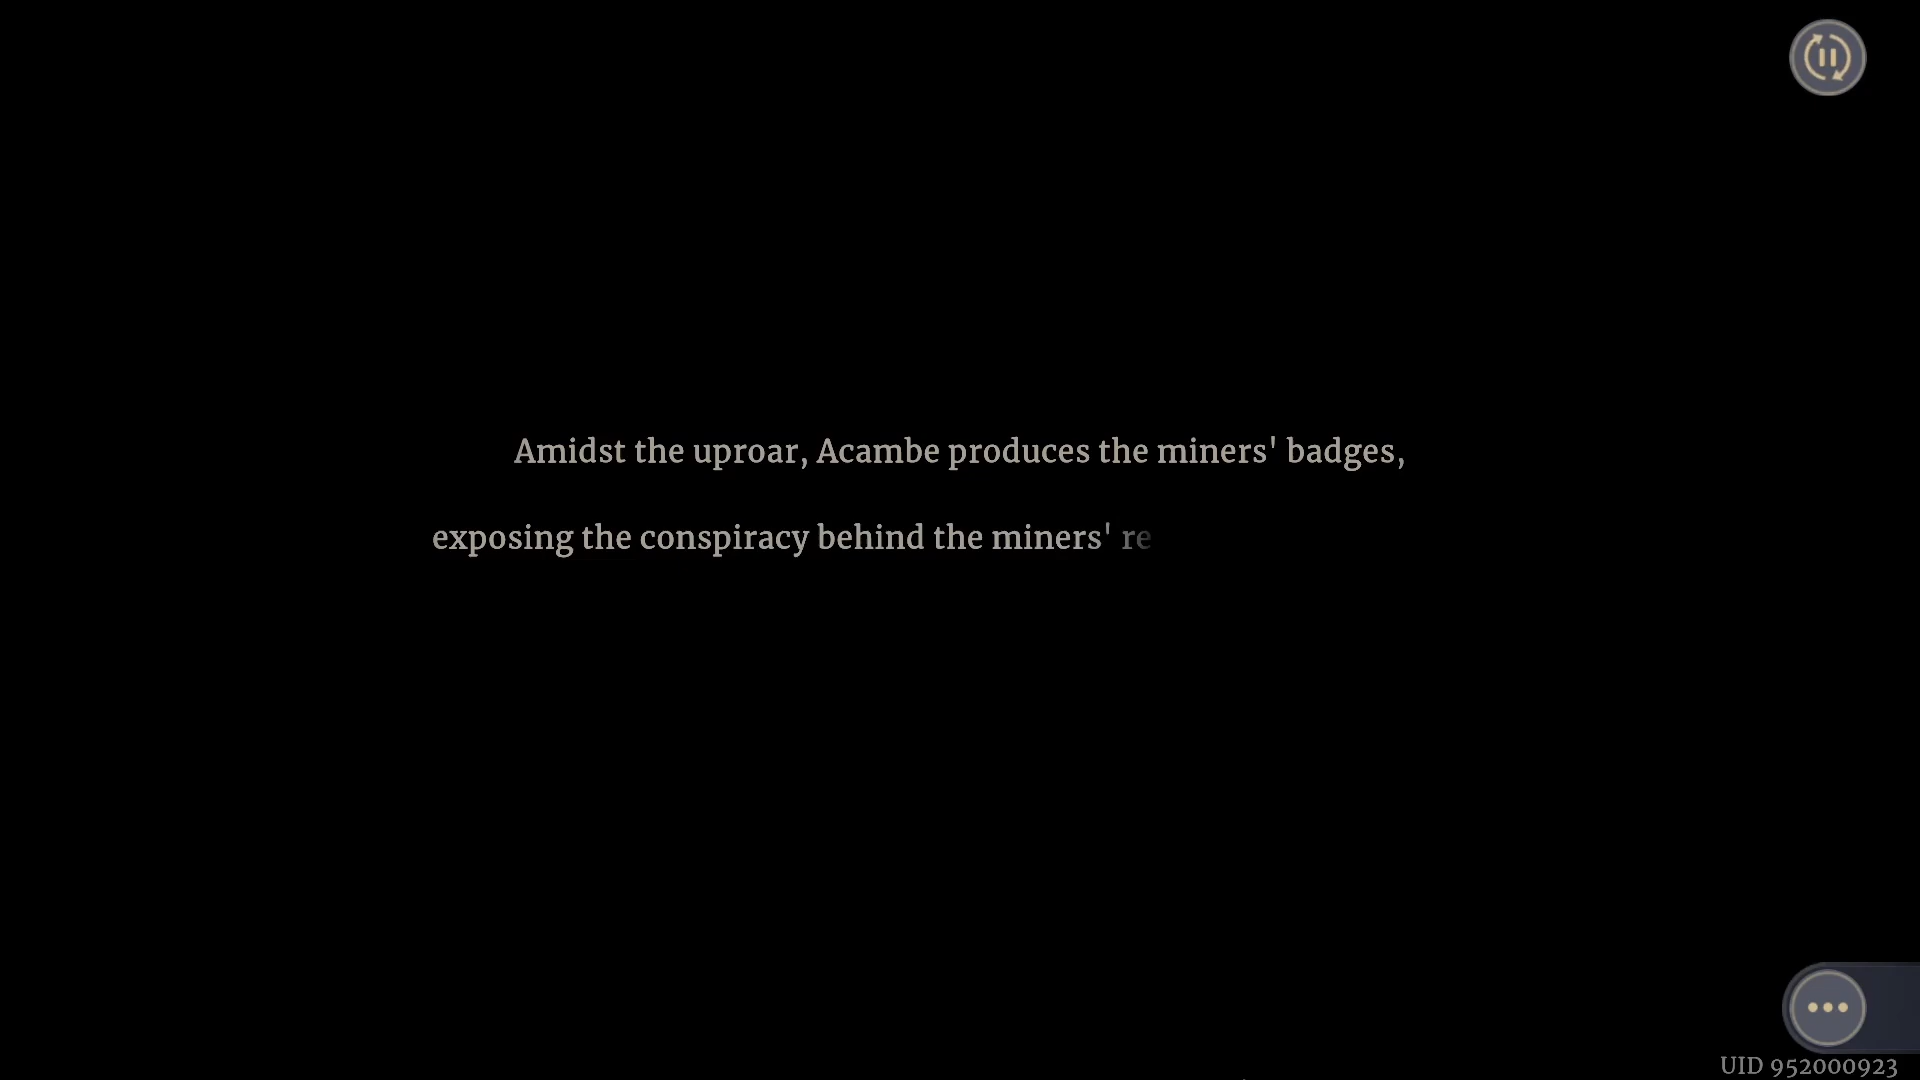 Amidst the uproar, Acambe produces the miners' badges,
exposing the conspiracy behind the miners' re
UID 952000923